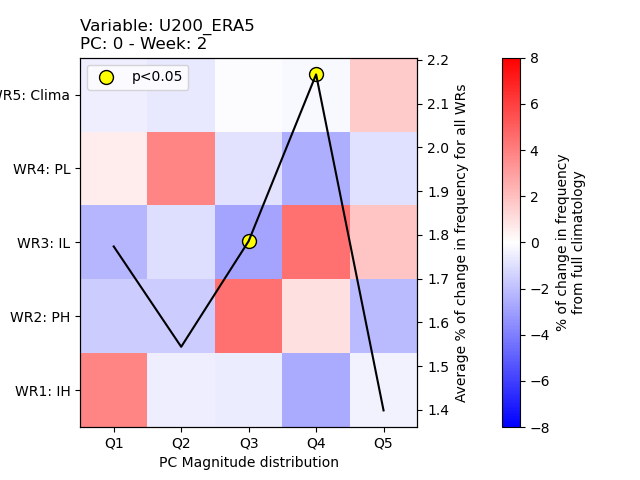 Variable: U200_ERA5
PC: 0 - Week: 2
p<0.05
WR5: Clima
WR4: PL
WR3: IL
WR2: PH
WR1: IH
Q1 Q2 Q3 Q4 Q5
PC Magnitude distribution
2.2
2.1
2.0
1.9
1.8
1.7
1.6
1.5
1.4
Average % of change in frequency for all WRs
8
6
4
2
0
−2
−4
−6
−8
% of change in frequency
from full climatology